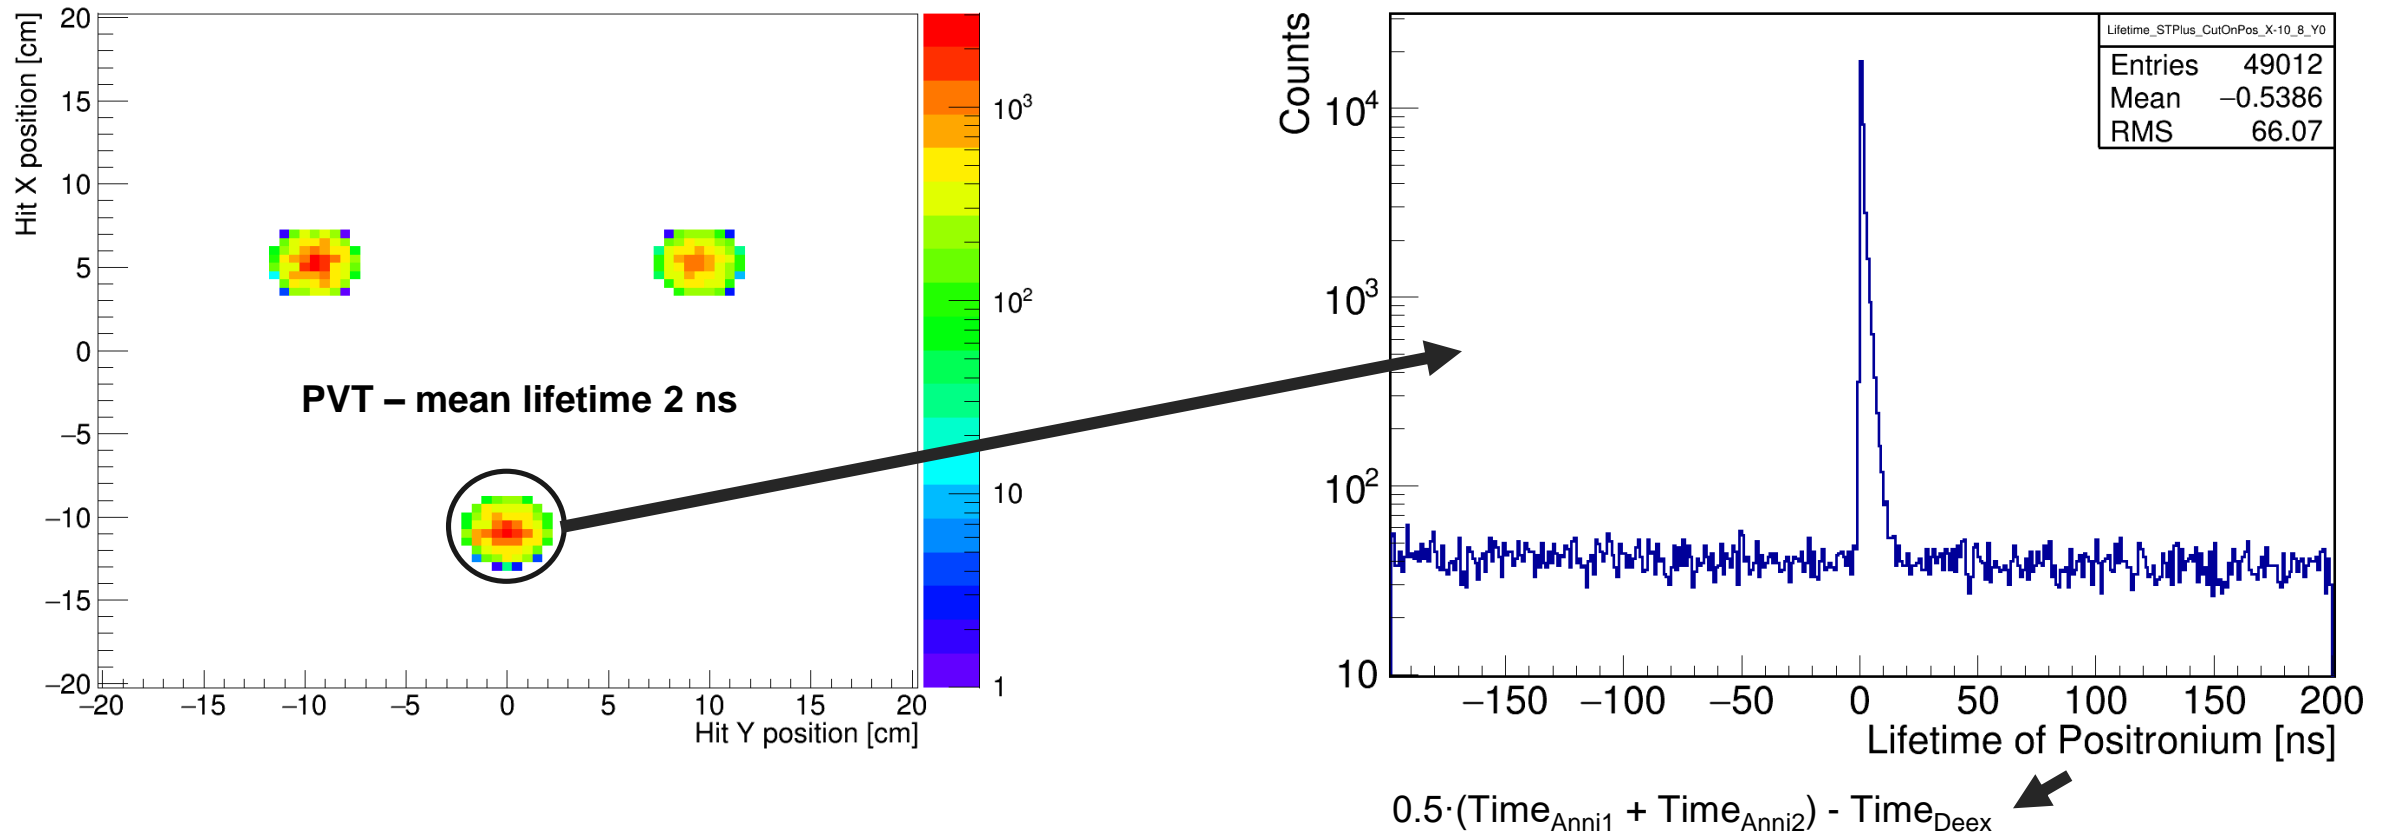 Hit X position [cm]
20
15
10
5
0
−5
−10
−15
−20
−20 −15 −10 −5 0 5 10 15 20
Hit Y position [cm]
PVT – mean lifetime 2 ns
10³
10²
10
1
Counts
10⁴
10³
10²
10
Lifetime_STPlus_CutOnPos_X-10_8_Y0
Entries 49012
Mean −0.5386
RMS 66.07
−150 −100 −50 0 50 100 150 200
Lifetime of Positronium [ns]
0.5·(Time_Anni1 + Time_Anni2) - Time_Deex